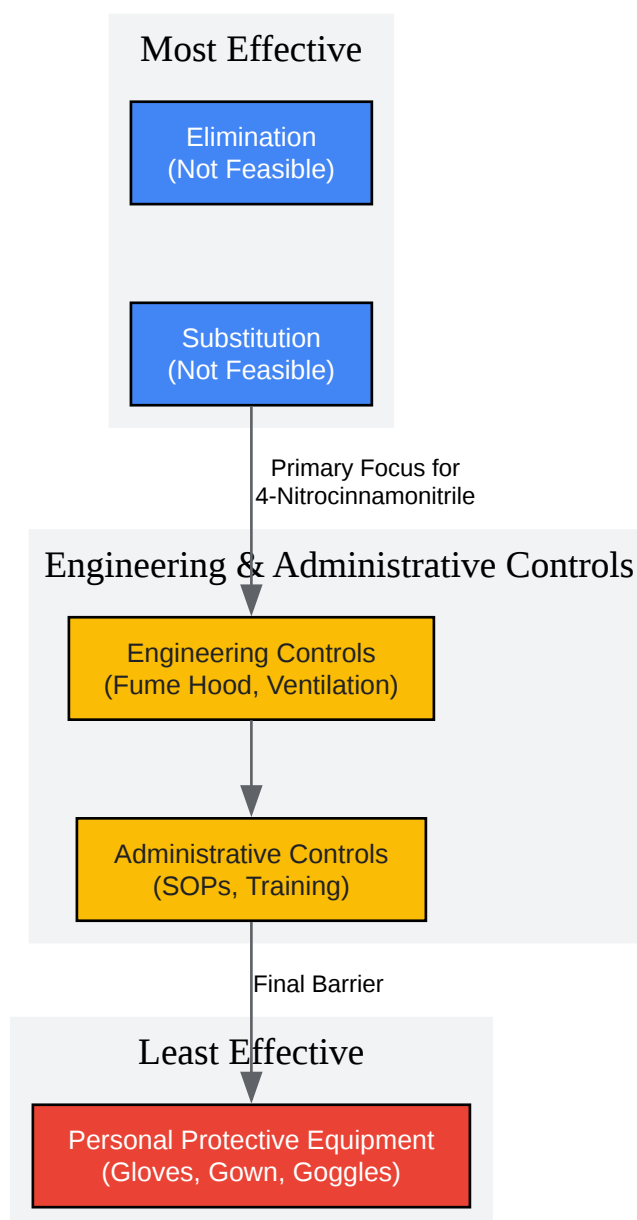 Most Effective
Elimination
(Not Feasible)
Substitution
(Not Feasible)
Primary Focus for
4-Nitrocinnamonitrile
Engineering & Administrative Controls
Engineering Controls
(Fume Hood, Ventilation)
Administrative Controls
(SOPs, Training)
Final Barrier
Least Effective
Personal Protective Equipment
(Gloves, Gown, Goggles)